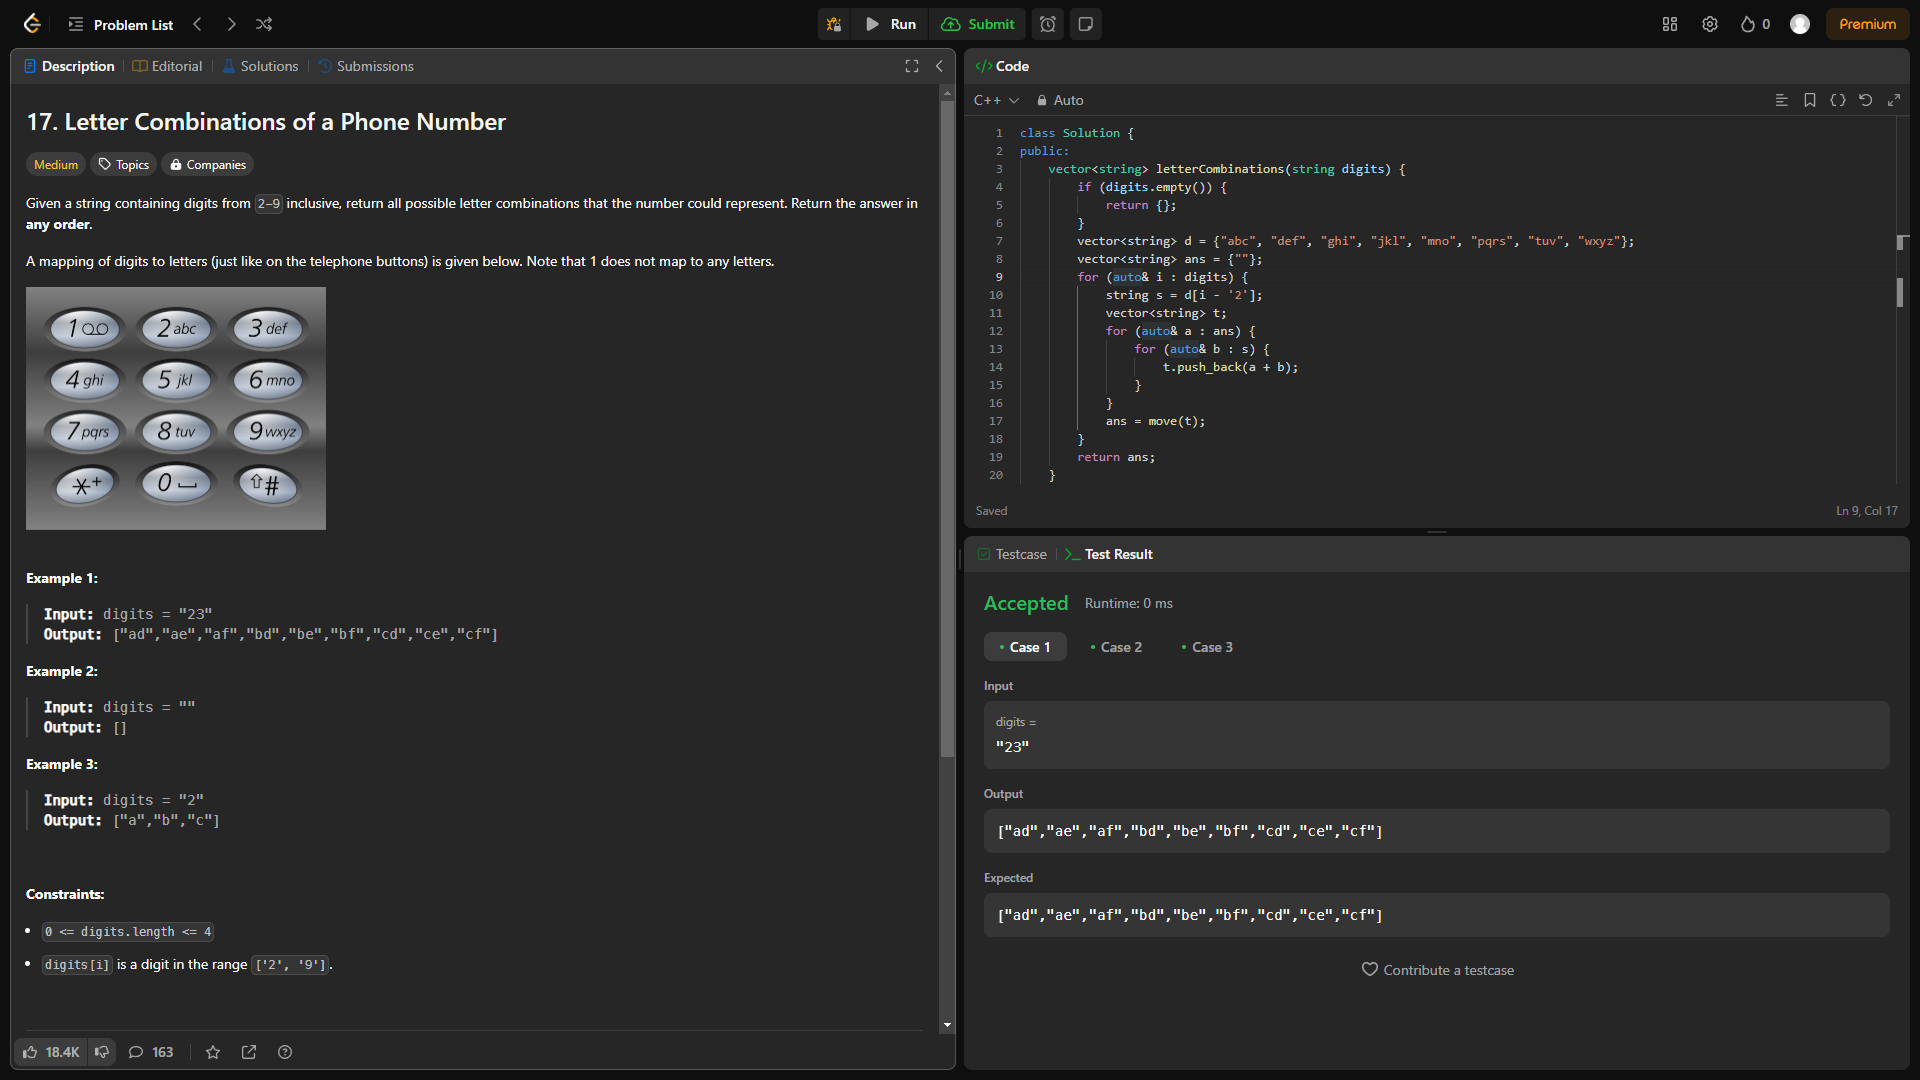 Problem List
Run
Submit
0
Premium
Description
Editorial
Solutions
Submissions
17. Letter Combinations of a Phone Number
Medium
Topics
Companies
Given a string containing digits from 2-9 inclusive, return all possible letter combinations that the number could represent. Return the answer in
any order.
A mapping of digits to letters (just like on the telephone buttons) is given below. Note that 1 does not map to any letters.
1 2 abc 3 def
4 ghi 5 jkl 6 mno
7 pqrs 8 tuv 9 wxyz
*+ 0 #
Example 1:
Input: digits = "23"
Output: ["ad","ae","af","bd","be","bf","cd","ce","cf"]
Example 2:
Input: digits = ""
Output: []
Example 3:
Input: digits = "2"
Output: ["a","b","c"]
Constraints:
0 <= digits.length <= 4
digits[i] is a digit in the range ['2', '9'].
18.4K
163
Code
C++
Auto
1 class Solution {
2 public:
3 vector<string> letterCombinations(string digits) {
4 if (digits.empty()) {
5 return {};
6 }
7 vector<string> d = {"abc", "def", "ghi", "jkl", "mno", "pqrs", "tuv", "wxyz"};
8 vector<string> ans = {""};
9 for (auto& i : digits) {
10 string s = d[i - '2'];
11 vector<string> t;
12 for (auto& a : ans) {
13 for (auto& b : s) {
14 t.push_back(a + b);
15 }
16 }
17 ans = move(t);
18 }
19 return ans;
20 }
Saved
Ln 9, Col 17
Testcase
Test Result
Accepted
Runtime: 0 ms
Case 1
Case 2
Case 3
Input
digits =
"23"
Output
["ad","ae","af","bd","be","bf","cd","ce","cf"]
Expected
["ad","ae","af","bd","be","bf","cd","ce","cf"]
Contribute a testcase